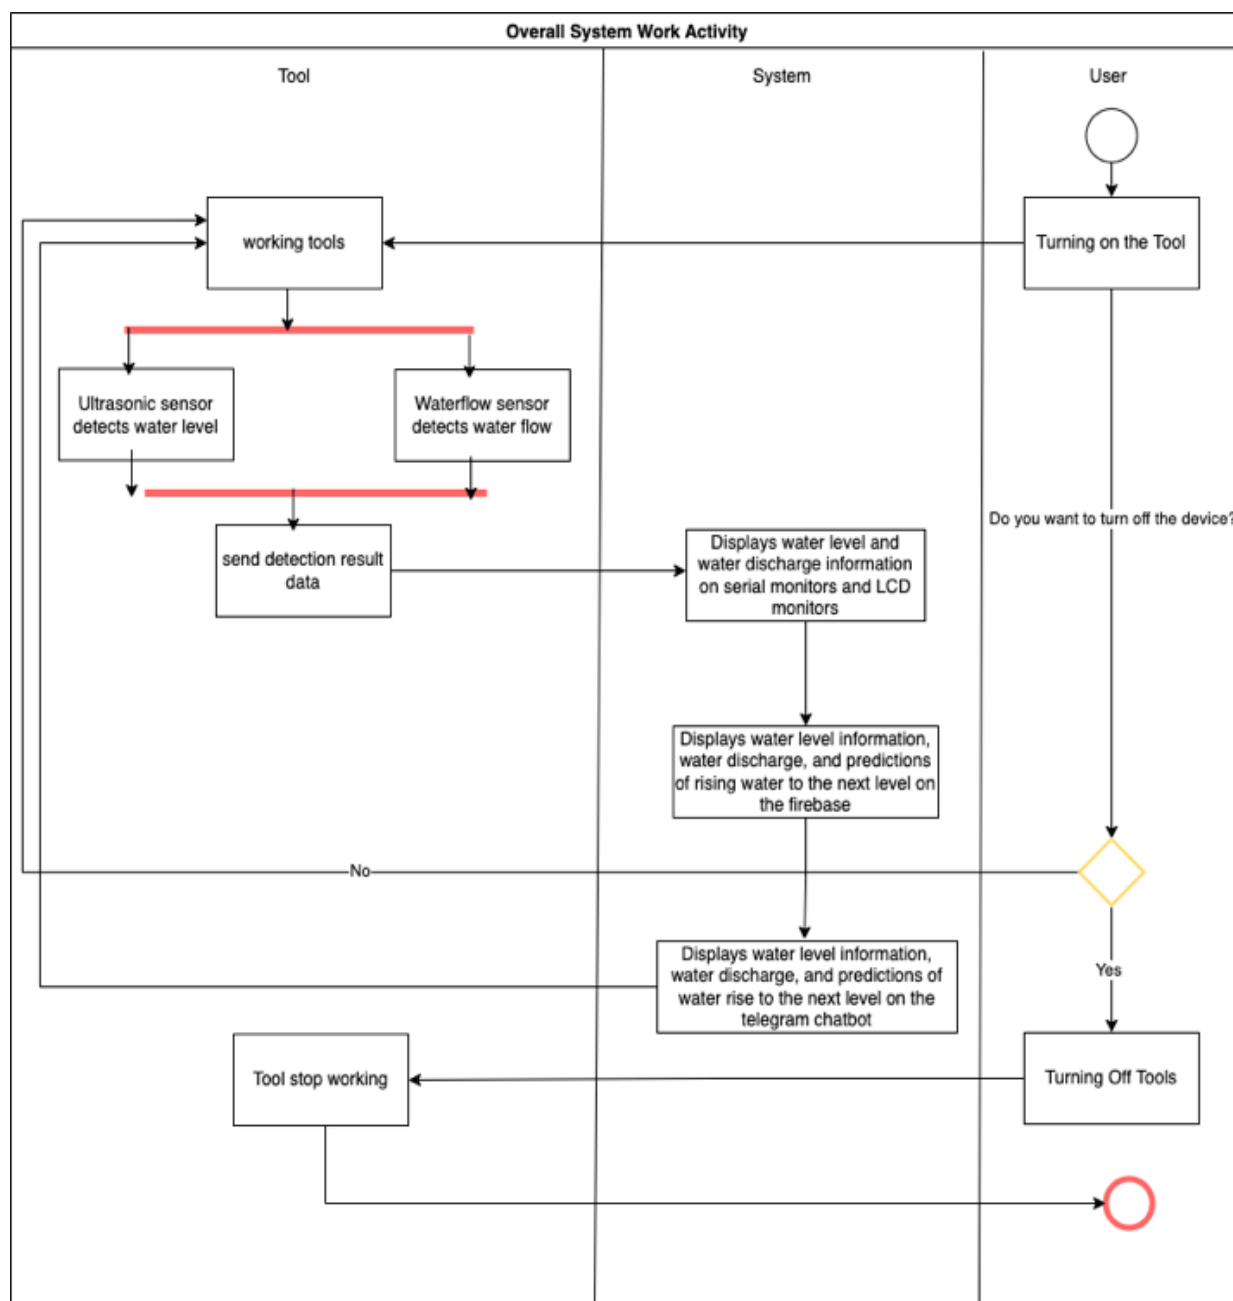 Overall System Work Activity
Tool
System
User
working tools
Turning on the Tool
Ultrasonic sensor
detects water level
Waterflow sensor
detects water flow
send detection result
data
Displays water level and
water discharge information
on serial monitors and LCD
monitors
Do you want to turn off the device?
Displays water level information,
water discharge, and predictions
of rising water to the next level on
the firebase
No
Displays water level information,
water discharge, and predictions of
water rise to the next level on the
telegram chatbot
Yes
Tool stop working
Turning Off Tools